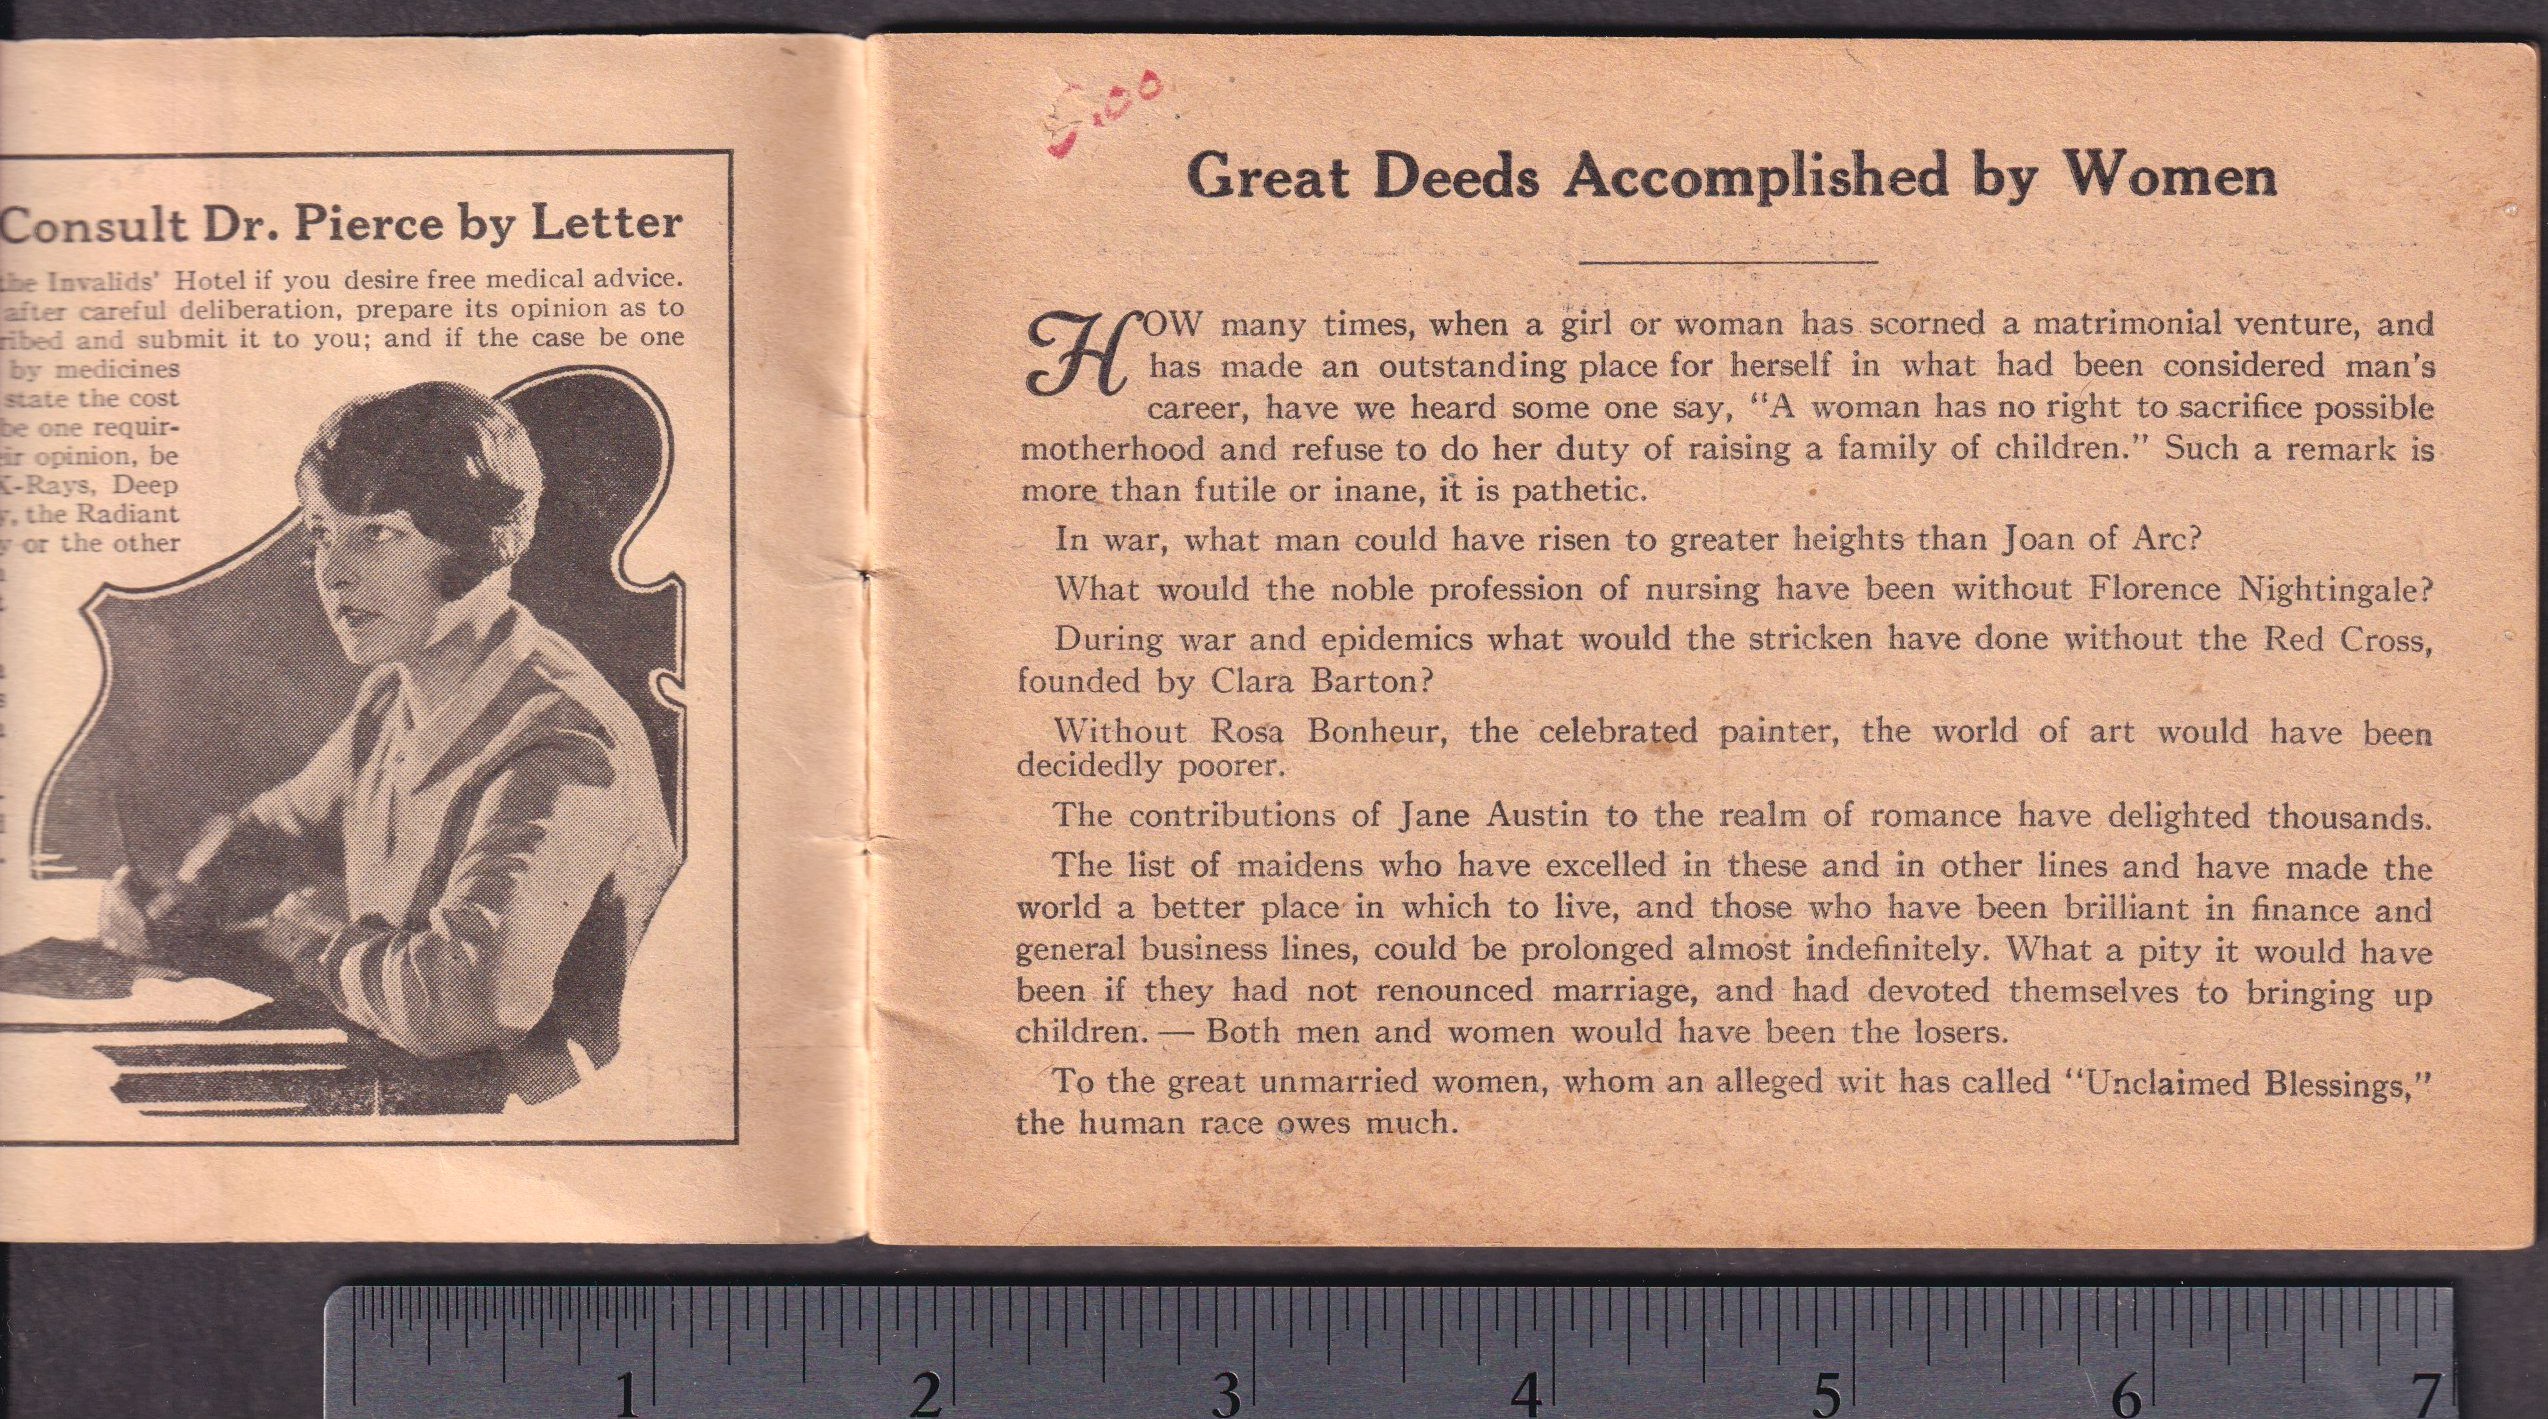 Consult Dr. Pierce by Letter
the Invalids' Hotel if you desire free medical advice.
after careful deliberation, prepare its opinion as to
and submit it to you; and if the case be one
by medicines
state the cost
be one requir-
opinion, be
X-Rays, Deep
the Radiant
or the other
5.00
Great Deeds Accomplished by Women
HOW many times, when a girl or woman has scorned a matrimonial venture, and
has made an outstanding place for herself in what had been considered man's
career, have we heard some one say, "A woman has no right to sacrifice possible
motherhood and refuse to do her duty of raising a family of children." Such a remark is
more than futile or inane, it is pathetic.
In war, what man could have risen to greater heights than Joan of Arc?
What would the noble profession of nursing have been without Florence Nightingale?
During war and epidemics what would the stricken have done without the Red Cross,
founded by Clara Barton?
Without Rosa Bonheur, the celebrated painter, the world of art would have been
decidedly poorer.
The contributions of Jane Austin to the realm of romance have delighted thousands.
The list of maidens who have excelled in these and in other lines and have made the
world a better place in which to live, and those who have been brilliant in finance and
general business lines, could be prolonged almost indefinitely. What a pity it would have
been if they had not renounced marriage, and had devoted themselves to bringing up
children. — Both men and women would have been the losers.
To the great unmarried women, whom an alleged wit has called "Unclaimed Blessings,"
the human race owes much.
1 2 3 4 5 6 7